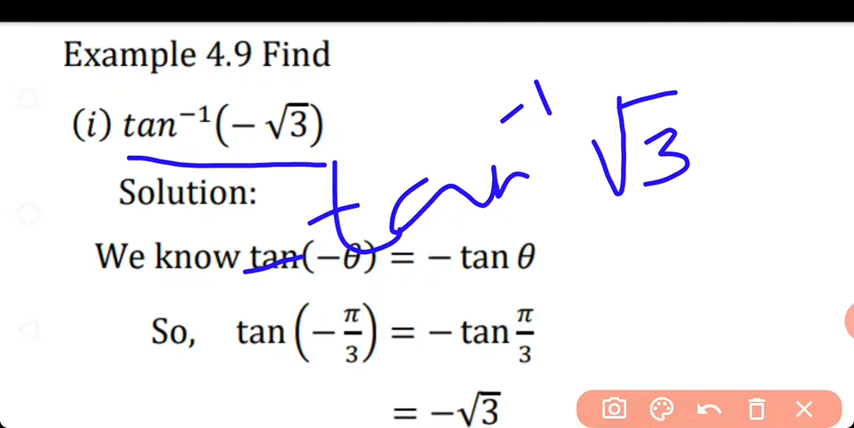 Example 4.9 Find
(i) tan⁻¹(− √3)
tan⁻¹ √3
Solution:
We know tan(−θ) = − tan θ
So, tan(−π/3) = − tan π/3
= −√3